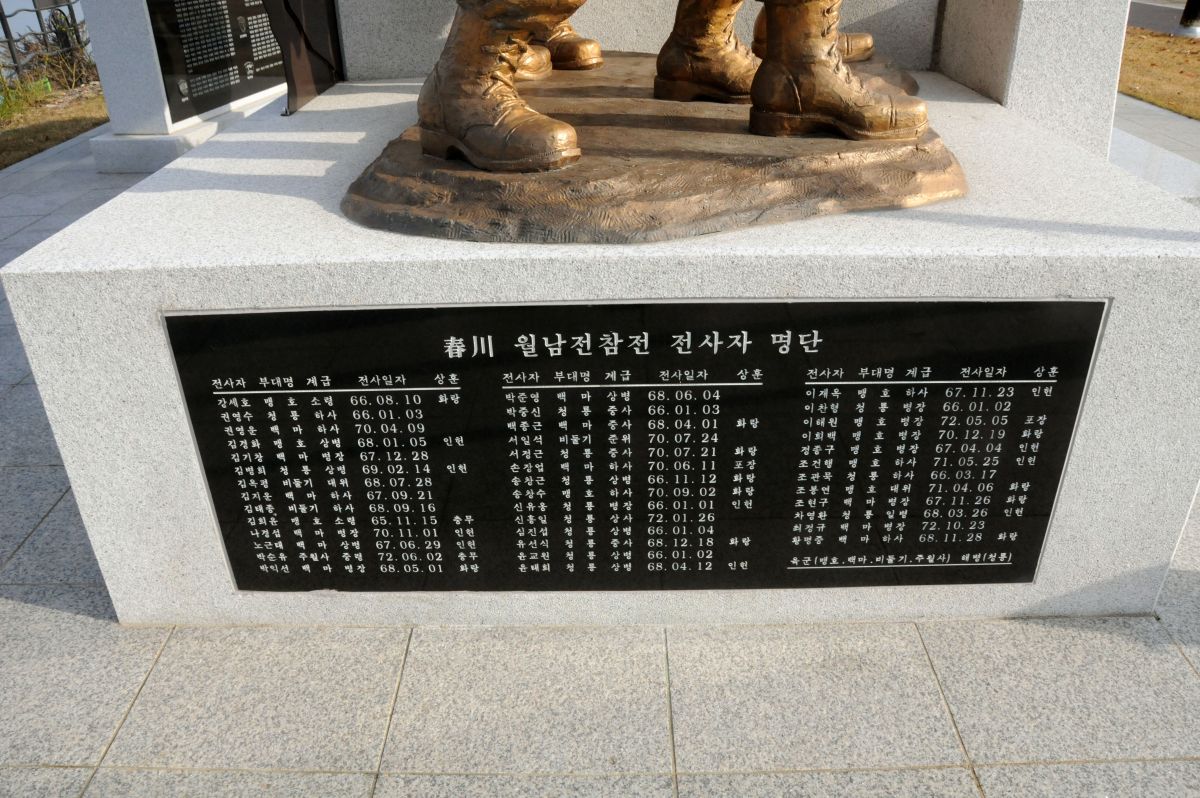 春川 월남전참전 전사자 명단
전사자 부대명 계급 전사일자 상훈
강세호 맹호 소령 66.08.10 화랑
권영수 청룡 하사 66.01.03
권영운 백마 하사 70.04.09
김경화 맹호 상병 68.01.05 인헌
김기창 백마 병장 67.12.28
김병희 청룡 상병 69.02.14 인헌
김옥경 비둘기 대위 68.07.28
김지운 백마 하사 67.09.21
김태중 비둘기 하사 68.09.16
김희윤 맹호 소령 65.11.15 충무
나경섭 백마 병장 70.11.01 인헌
노근대 백마 상병 67.06.29 인헌
박순유 주월사 중령 72.06.02 충무
박익선 백마 병장 68.05.01 화랑
전사자 부대명 계급 전사일자 상훈
박준영 백마 상병 68.06.04
박중신 청룡 중사 66.01.03
백종근 백마 중사 68.04.01 화랑
서일석 비둘기 준위 70.07.24
서정근 청룡 중사 70.07.21 화랑
손장업 백마 하사 70.06.11 포장
송창근 청룡 중사 66.11.12 화랑
송창수 맹호 하사 70.09.02 화랑
신유웅 청룡 병장 66.01.01 인헌
신흥일 청룡 상사 72.01.26
심진섭 청룡 상병 66.01.04
유선식 청룡 중사 68.12.18 화랑
윤교원 청룡 상병 66.01.02
윤태희 청룡 상병 68.04.12 인헌
전사자 부대명 계급 전사일자 상훈
이재옥 맹호 하사 67.11.23 인헌
이찬형 청룡 병장 66.01.02
이태원 맹호 병장 72.05.05 포장
이희백 맹호 병장 70.12.19 화랑
정종구 맹호 병장 67.04.04 인헌
조건행 맹호 하사 71.05.25 인헌
조관묵 청룡 하사 66.03.17
조봉연 맹호 대위 71.04.06 화랑
조헌구 백마 병장 67.11.26 화랑
차영환 청룡 일병 68.03.26 인헌
최정규 백마 병장 72.10.23
황명중 백마 하사 68.11.28 화랑
육군(맹호.백마.비둘기.주월사) 해병(청룡)